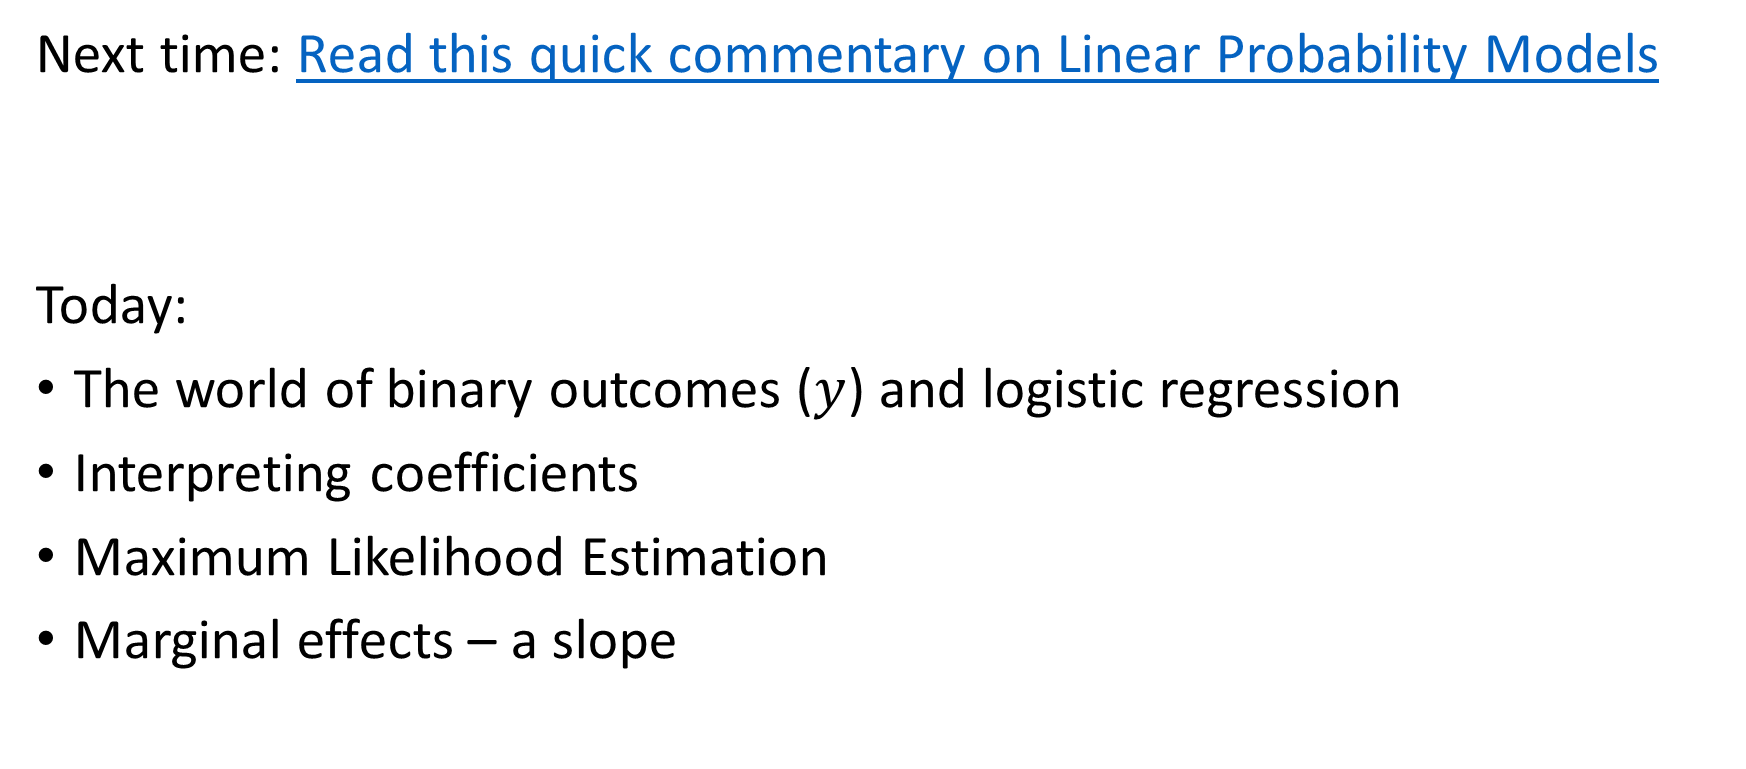 Next time: Read this quick commentary on Linear Probability Models
Today:
• The world of binary outcomes (𝑦) and logistic regression
• Interpreting coefficients
• Maximum Likelihood Estimation
• Marginal effects – a slope